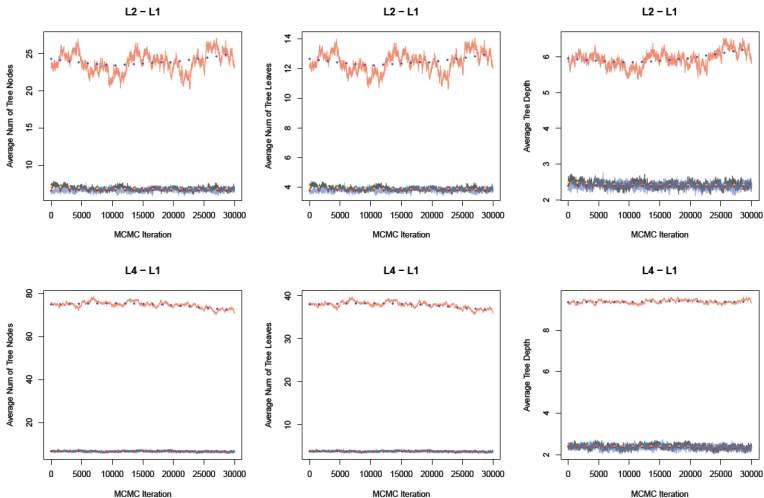 L2 − L1
L2 − L1
L2 − L1
Average Num of Tree Nodes
25
20
15
10
0 5000 10000 15000 20000 25000 30000
MCMC Iteration
Average Num of Tree Leaves
14
12
10
8
6
4
0 5000 10000 15000 20000 25000 30000
MCMC Iteration
Average Tree Depth
6
5
4
3
2
0 5000 10000 15000 20000 25000 30000
MCMC Iteration
L4 − L1
L4 − L1
L4 − L1
Average Num of Tree Nodes
80
60
40
20
0 5000 10000 15000 20000 25000 30000
MCMC Iteration
Average Num of Tree Leaves
40
30
20
10
0 5000 10000 15000 20000 25000 30000
MCMC Iteration
Average Tree Depth
8
6
4
2
0 5000 10000 15000 20000 25000 30000
MCMC Iteration